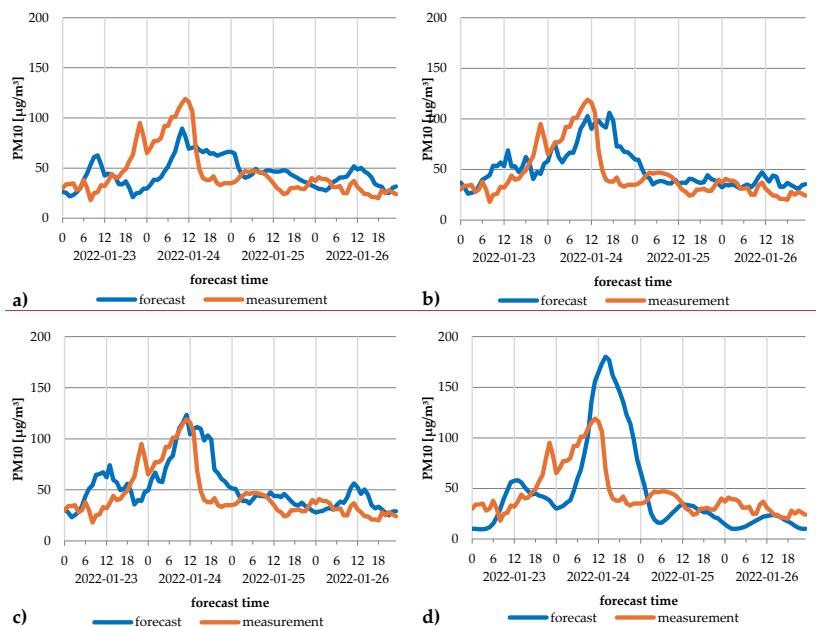 200
150
100
50
0
PM10 [µg/m³]
0 6 12 18 0 6 12 18 0 6 12 18 0 6 12 18
2022-01-23 2022-01-24 2022-01-25 2022-01-26
forecast time
a)
forecast measurement
200
150
100
50
0
PM10 [µg/m³]
0 6 12 18 0 6 12 18 0 6 12 18 0 6 12 18
2022-01-23 2022-01-24 2022-01-25 2022-01-26
forecast time
b)
forecast measurement
200
150
100
50
0
PM10 [µg/m³]
0 6 12 18 0 6 12 18 0 6 12 18 0 6 12 18
2022-01-23 2022-01-24 2022-01-25 2022-01-26
forecast time
c)
forecast measurement
200
150
100
50
0
PM10 [µg/m³]
0 6 12 18 0 6 12 18 0 6 12 18 0 6 12 18
2022-01-23 2022-01-24 2022-01-25 2022-01-26
forecast time
d)
forecast measurement